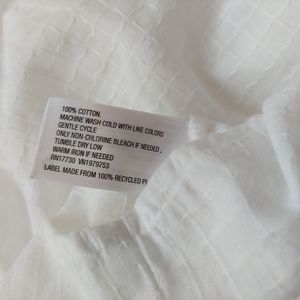 100% COTTON.
MACHINE WASH COLD WITH LIKE COLORS
GENTLE CYCLE
ONLY NON-CHLORINE BLEACH IF NEEDED,
TUMBLE DRY LOW
WARM IRON IF NEEDED
RN17730 VN1979753
LABEL MADE FROM 100% RECYCLED